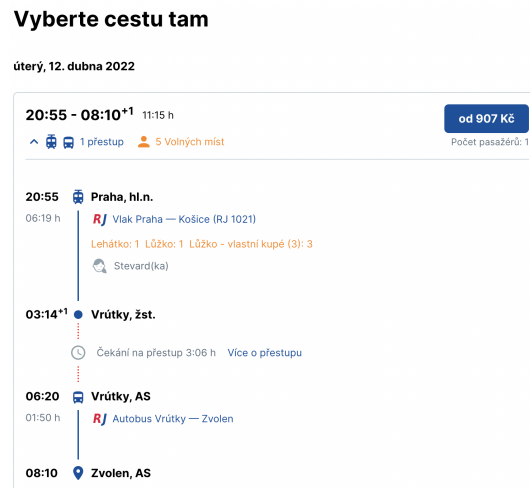 Vyberte cestu tam
úterý, 12. dubna 2022
20:55 - 08:10+1 11:15 h
od 907 Kč
1 přestup 5 Volných míst
Počet pasažérů: 1
20:55 Praha, hl.n.
06:19 h RJ Vlak Praha — Košice (RJ 1021)
Lehátko: 1 Lůžko: 1 Lůžko - vlastní kupé (3): 3
Stevard(ka)
03:14+1 Vrútky, žst.
Čekání na přestup 3:06 h Více o přestupu
06:20 Vrútky, AS
01:50 h RJ Autobus Vrútky — Zvolen
08:10 Zvolen, AS